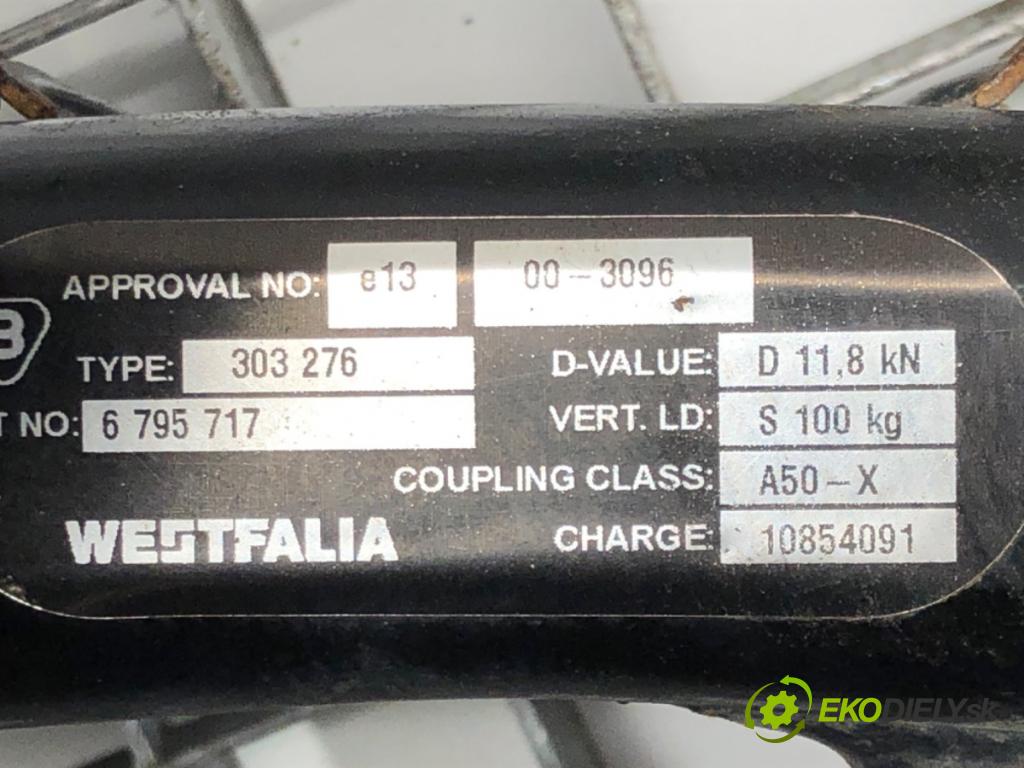 APPROVAL NO: e13 00-3096
TYPE: 303 276 D-VALUE: D 11,8 kN
T NO: 6 795 717 VERT. LD: S 100 kg
COUPLING CLASS: A50-X
WESTFALIA CHARGE: 10854091
EKODIELY.sk